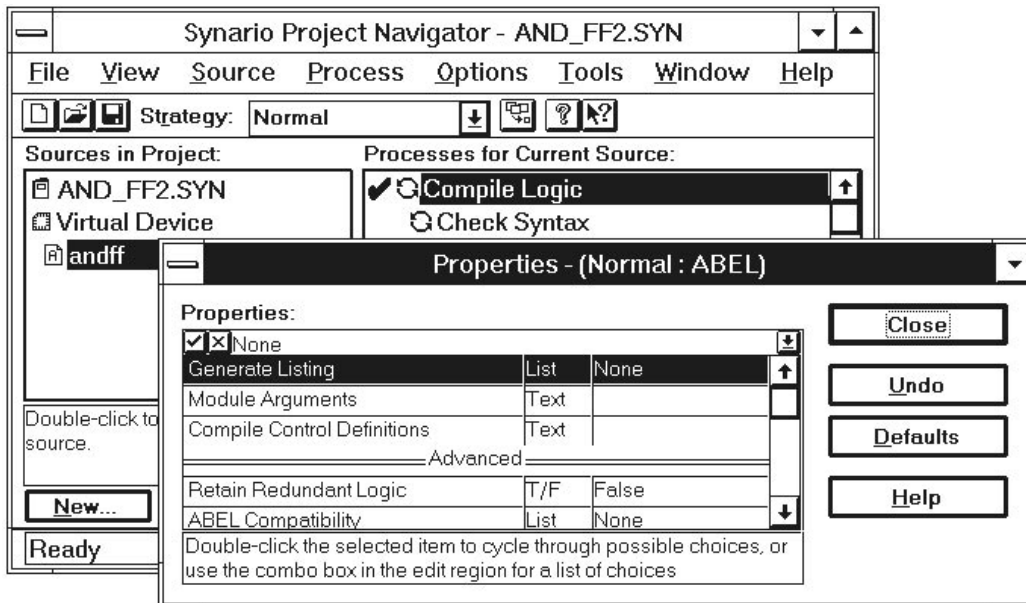 Synario Project Navigator - AND_FF2.SYN
File View Source Process Options Tools Window Help
Strategy: Normal
Sources in Project:
Processes for Current Source:
AND_FF2.SYN
Virtual Device
andff
Compile Logic
Check Syntax
Double-click to
source.
New...
Ready
Properties - (Normal : ABEL)
Properties:
None
Generate Listing List None
Module Arguments Text
Compile Control Definitions Text
Advanced
Retain Redundant Logic T/F False
ABEL Compatibility List None
Double-click the selected item to cycle through possible choices, or
use the combo box in the edit region for a list of choices
Close
Undo
Defaults
Help